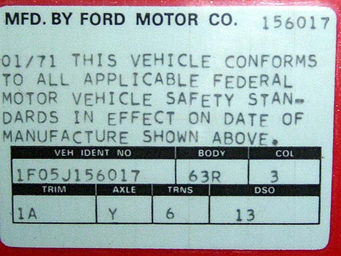 MFD. BY FORD MOTOR CO. 156017
01/71 THIS VEHICLE CONFORMS
TO ALL APPLICABLE FEDERAL
MOTOR VEHICLE SAFETY STAN-
DARDS IN EFFECT ON DATE OF
MANUFACTURE SHOWN ABOVE.
VEH IDENT NO BODY COL
1F05J156017 63R 3
TRIM AXLE TRNS DSO
1A Y 6 13